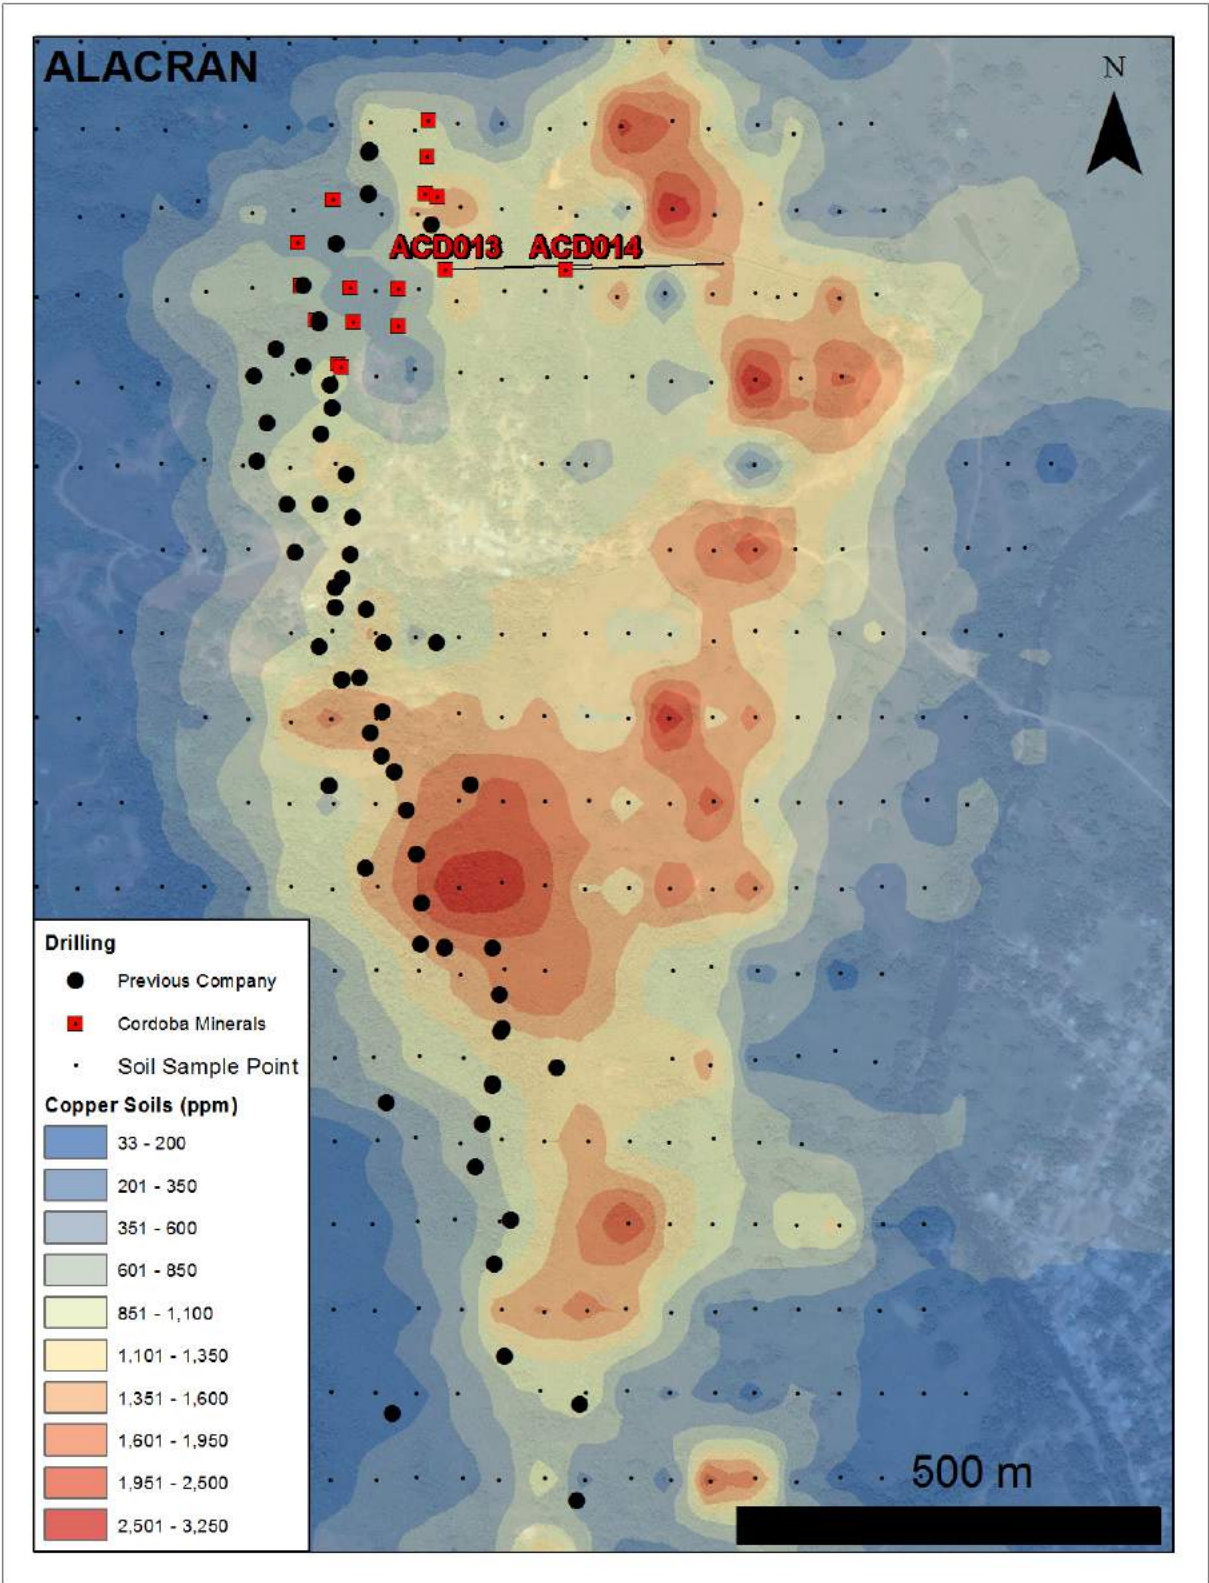 ALACRAN
N
ACD013 ACD014
Drilling
Previous Company
Cordoba Minerals
Soil Sample Point
Copper Soils (ppm)
33 - 200
201 - 350
351 - 600
601 - 850
851 - 1,100
1,101 - 1,350
1,351 - 1,600
1,601 - 1,950
1,951 - 2,500
2,501 - 3,250
500 m